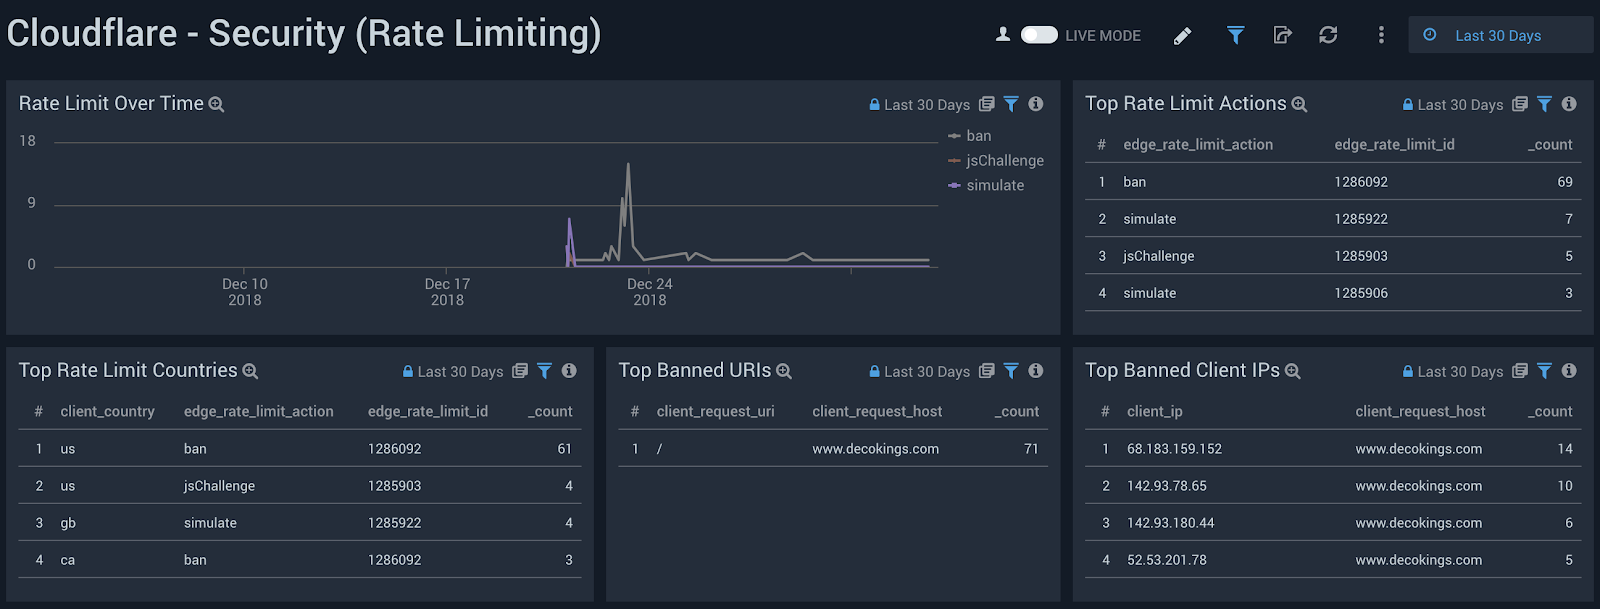 Cloudflare - Security (Rate Limiting)
LIVE MODE
Last 30 Days
Rate Limit Over Time
Last 30 Days
18
9
0
Dec 10
2018
Dec 17
2018
Dec 24
2018
ban
jsChallenge
simulate
Top Rate Limit Actions
Last 30 Days
# edge_rate_limit_action edge_rate_limit_id _count
1 ban 1286092 69
2 simulate 1285922 7
3 jsChallenge 1285903 5
4 simulate 1285906 3
Top Rate Limit Countries
Last 30 Days
# client_country edge_rate_limit_action edge_rate_limit_id _count
1 us ban 1286092 61
2 us jsChallenge 1285903 4
3 gb simulate 1285922 4
4 ca ban 1286092 3
Top Banned URIs
Last 30 Days
# client_request_uri client_request_host _count
1 / www.decokings.com 71
Top Banned Client IPs
Last 30 Days
# client_ip client_request_host _count
1 68.183.159.152 www.decokings.com 14
2 142.93.78.65 www.decokings.com 10
3 142.93.180.44 www.decokings.com 6
4 52.53.201.78 www.decokings.com 5